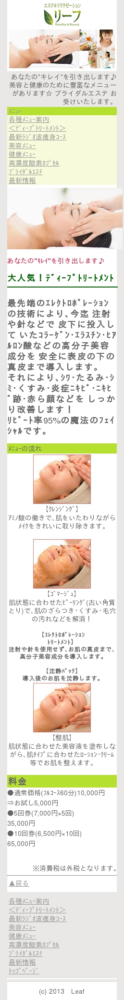 エステ&リラクゼーション
リーフ
Healthy & Beauty
あなたの"キレイ"を引き出します♪
美容と健康のために豊富なメニュー
があります☆ ブライダルエステ お
受けいたします。
ﾒﾆｭｰ
各種ﾒﾆｭｰ案内
＜ﾃﾞｨｰﾌﾟﾄﾘｰﾄﾒﾝﾄ＞
最新ﾗｼﾞｵ波痩身ｺｰｽ
美容ﾒﾆｭｰ
健康ﾒﾆｭｰ
高濃度酸素ｶﾌﾟｾﾙ
ﾌﾞﾗｲﾀﾞﾙｴｽﾃ
最新情報
あなたの”ｷﾚｲ”を引き出します♪
大人気！ﾃﾞｨｰﾌﾟﾄﾘｰﾄﾒﾝﾄ
最先端のｴﾚｸﾄﾛﾎﾟﾚｰｼｮﾝ
の技術により､今迄 注射
や針などで 皮下に投入し
て いたｺﾗｰｹﾞﾝ･ｴﾗｽﾁﾝ･ﾋｱ
ﾙﾛﾝ酸などの高分子美容
成分を 安全に表皮の下の
真皮まで導入します。
それにより､ｼﾜ･たるみ･ｼ
ﾐ･くすみ･炎症ﾆｷﾋﾞ･ﾆｷﾋ
ﾞ跡･赤ら顔などを しっか
り改善します！
ﾘﾋﾟｰﾄ率95%の魔法のﾌｪｲ
ｼｬﾙです。
ﾒﾆｭｰの流れ
【ｸﾚﾝｼﾞﾝｸﾞ】
ｱﾐﾉ酸の働きで､肌をいたわりながら
ﾒｲｸをきれいに取り除きます。
【ｺﾞﾏｰｼﾞｭ】
肌状態に合わせたﾋﾟｰﾘﾝｸﾞ(古い角質
とり)で､肌のざらつき･くすみ･毛穴
の汚れなどを解消！
【ｴﾚｸﾄﾛﾎﾟﾚｰｼｮﾝ
ﾄﾘｰﾄﾒﾝﾄ】
注射や針を使用せず､お肌の真皮まで､
高分子美容成分を導入します。
【沈静ﾊﾟｯｸ】
導入後のお肌を沈静します。
【整肌】
肌状態に合わせた美容液を塗布しな
がら､肌ﾀｲﾌﾟに合わせたﾛｰｼｮﾝ･ｸﾘｰﾑ
等でお肌を整えます。
料金
●通常価格(ﾌﾙｺｰｽ60分)10,000円
⇒お試し5,000円
●5回券(7,000円×5回)
35,000円
●10回券(6,500円×10回)
65,000円
※消費税は外税となります。
▲戻る
各種ﾒﾆｭｰ案内
＜ﾃﾞｨｰﾌﾟﾄﾘｰﾄﾒﾝﾄ＞
最新ﾗｼﾞｵ波痩身ｺｰｽ
美容ﾒﾆｭｰ
健康ﾒﾆｭｰ
高濃度酸素ｶﾌﾟｾﾙ
ﾌﾞﾗｲﾀﾞﾙｴｽﾃ
最新情報
ﾄｯﾌﾟﾍﾟｰｼﾞ
(c) 2013　Leaf